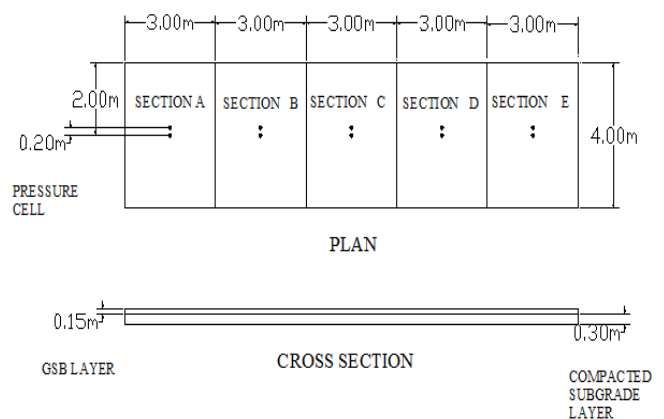 3.00m 3.00m 3.00m 3.00m 3.00m
2.00m
SECTION A SECTION B SECTION C SECTION D SECTION E
0.20m
4.00m
PRESSURE
CELL
PLAN
0.15m
0.30m
GSB LAYER
CROSS SECTION
COMPACTED
SUBGRADE
LAYER